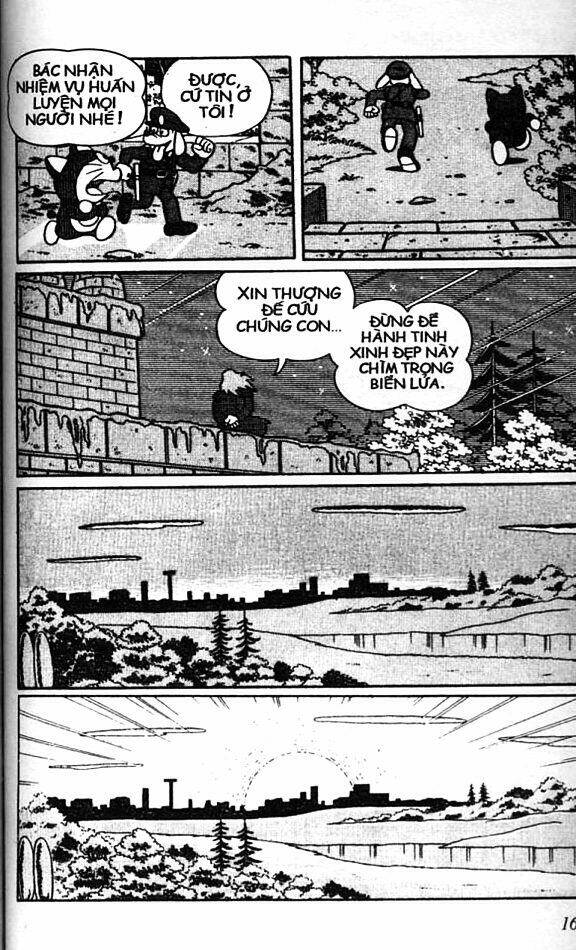 BÁC NHẬN
NHIỆM VỤ HUẤN
LUYỆN MỌI
NGƯỜI NHÉ !
ĐƯỢC,
CỨ TIN Ở
TÔI !
XIN THƯỢNG
ĐẾ CỨU
CHÚNG CON...
ĐỪNG ĐỂ
HÀNH TINH
XINH ĐẸP NÀY
CHÌM TRONG
BIỂN LỬA.